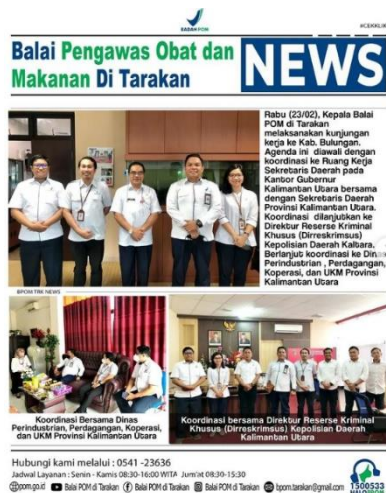 BADAN POM
#CEKKLIK
Balai Pengawas Obat dan
Makanan Di Tarakan
NEWS
Rabu (23/02), Kepala Balai
POM di Tarakan
melaksanakan kunjungan
kerja ke Kab. Bulungan.
Agenda ini diawali dengan
koordinasi ke Ruang Kerja
Sekretaris Daerah pada
Kantor Gubernur
Kalimantan Utara bersama
dengan Sekretaris Daerah
Provinsi Kalimantan Utara.
Koordinasi dilanjutkan ke
Direktur Reserse Kriminal
Khusus (Dirreskrimsus)
Kepolisian Daerah Kaltara.
Berlanjut koordinasi ke Din
Perindustrian , Perdagangan,
Koperasi, dan UKM Provinsi
Kalimantan Utara
BPOM TRK NEWS
Koordinasi Bersama Dinas
Perindustrian, Perdagangan, Koperasi,
dan UKM Provinsi Kalimantan Utara
Koordinasi bersama Direktur Reserse Kriminal
Khusus (Dirreskrimsus) Kepolisian Daerah
Kalimantan Utara
Hubungi kami melalui : 0541 -23636
Jadwal Layanan : Senin - Kamis 08:30-16:00 WITA Jum'at 08:30-15:30
@pom.go.id Balai POM di Tarakan Balai POM di Tarakan Balai POM di Tarakan bpom.tarakan@gmail.com
1500533
HALOBPOM